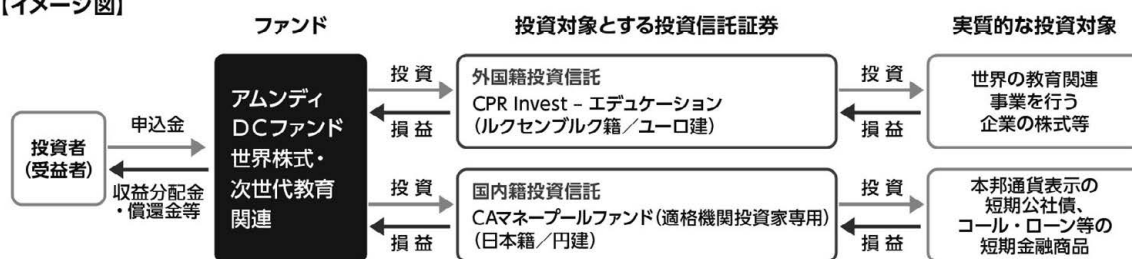 【イメージ図】
ファンド
投資対象とする投資信託証券
実質的な投資対象
投資者
(受益者)
申込金
収益分配金
・償還金等
アムンディ
DCファンド
世界株式・
次世代教育
関連
投 資
損 益
外国籍投資信託
CPR Invest – エデュケーション
(ルクセンブルク籍／ユーロ建)
投 資
損 益
世界の教育関連
事業を行う
企業の株式等
投 資
損 益
国内籍投資信託
CAマネープールファンド(適格機関投資家専用)
(日本籍／円建)
投 資
損 益
本邦通貨表示の
短期公社債、
コール・ローン等の
短期金融商品